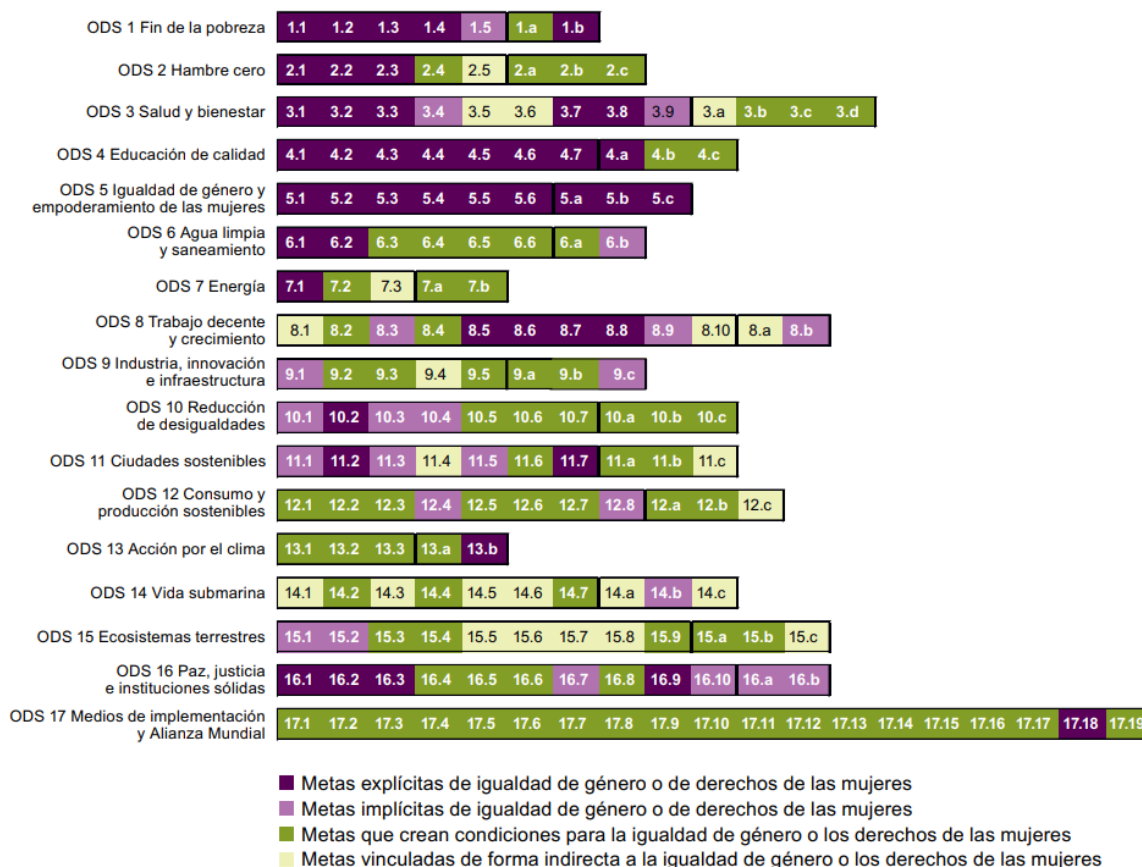 ODS 1 Fin de la pobreza 1.1 1.2 1.3 1.4 1.5 1.a 1.b
ODS 2 Hambre cero 2.1 2.2 2.3 2.4 2.5 2.a 2.b 2.c
ODS 3 Salud y bienestar 3.1 3.2 3.3 3.4 3.5 3.6 3.7 3.8 3.9 3.a 3.b 3.c 3.d
ODS 4 Educación de calidad 4.1 4.2 4.3 4.4 4.5 4.6 4.7 4.a 4.b 4.c
ODS 5 Igualdad de género y
empoderamiento de las mujeres 5.1 5.2 5.3 5.4 5.5 5.6 5.a 5.b 5.c
ODS 6 Agua limpia
y saneamiento 6.1 6.2 6.3 6.4 6.5 6.6 6.a 6.b
ODS 7 Energía 7.1 7.2 7.3 7.a 7.b
ODS 8 Trabajo decente
y crecimiento 8.1 8.2 8.3 8.4 8.5 8.6 8.7 8.8 8.9 8.10 8.a 8.b
ODS 9 Industria, innovación
e infraestructura 9.1 9.2 9.3 9.4 9.5 9.a 9.b 9.c
ODS 10 Reducción
de desigualdades 10.1 10.2 10.3 10.4 10.5 10.6 10.7 10.a 10.b 10.c
ODS 11 Ciudades sostenibles 11.1 11.2 11.3 11.4 11.5 11.6 11.7 11.a 11.b 11.c
ODS 12 Consumo y
producción sostenibles 12.1 12.2 12.3 12.4 12.5 12.6 12.7 12.8 12.a 12.b 12.c
ODS 13 Acción por el clima 13.1 13.2 13.3 13.a 13.b
ODS 14 Vida submarina 14.1 14.2 14.3 14.4 14.5 14.6 14.7 14.a 14.b 14.c
ODS 15 Ecosistemas terrestres 15.1 15.2 15.3 15.4 15.5 15.6 15.7 15.8 15.9 15.a 15.b 15.c
ODS 16 Paz, justicia
e instituciones sólidas 16.1 16.2 16.3 16.4 16.5 16.6 16.7 16.8 16.9 16.10 16.a 16.b
ODS 17 Medios de implementación
y Alianza Mundial 17.1 17.2 17.3 17.4 17.5 17.6 17.7 17.8 17.9 17.10 17.11 17.12 17.13 17.14 17.15 17.16 17.17 17.18 17.19
Metas explícitas de igualdad de género o de derechos de las mujeres
Metas implícitas de igualdad de género o de derechos de las mujeres
Metas que crean condiciones para la igualdad de género o los derechos de las mujeres
Metas vinculadas de forma indirecta a la igualdad de género o los derechos de las mujeres